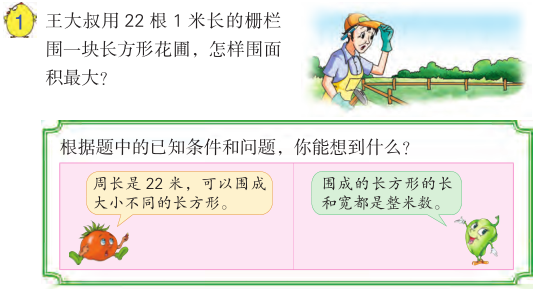 1
王大叔用 22 根 1 米长的栅栏
围一块长方形花圃，怎样围面
积最大？
根据题中的已知条件和问题，你能想到什么？
周长是 22 米，可以围成
大小不同的长方形。
围成的长方形的长
和宽都是整米数。